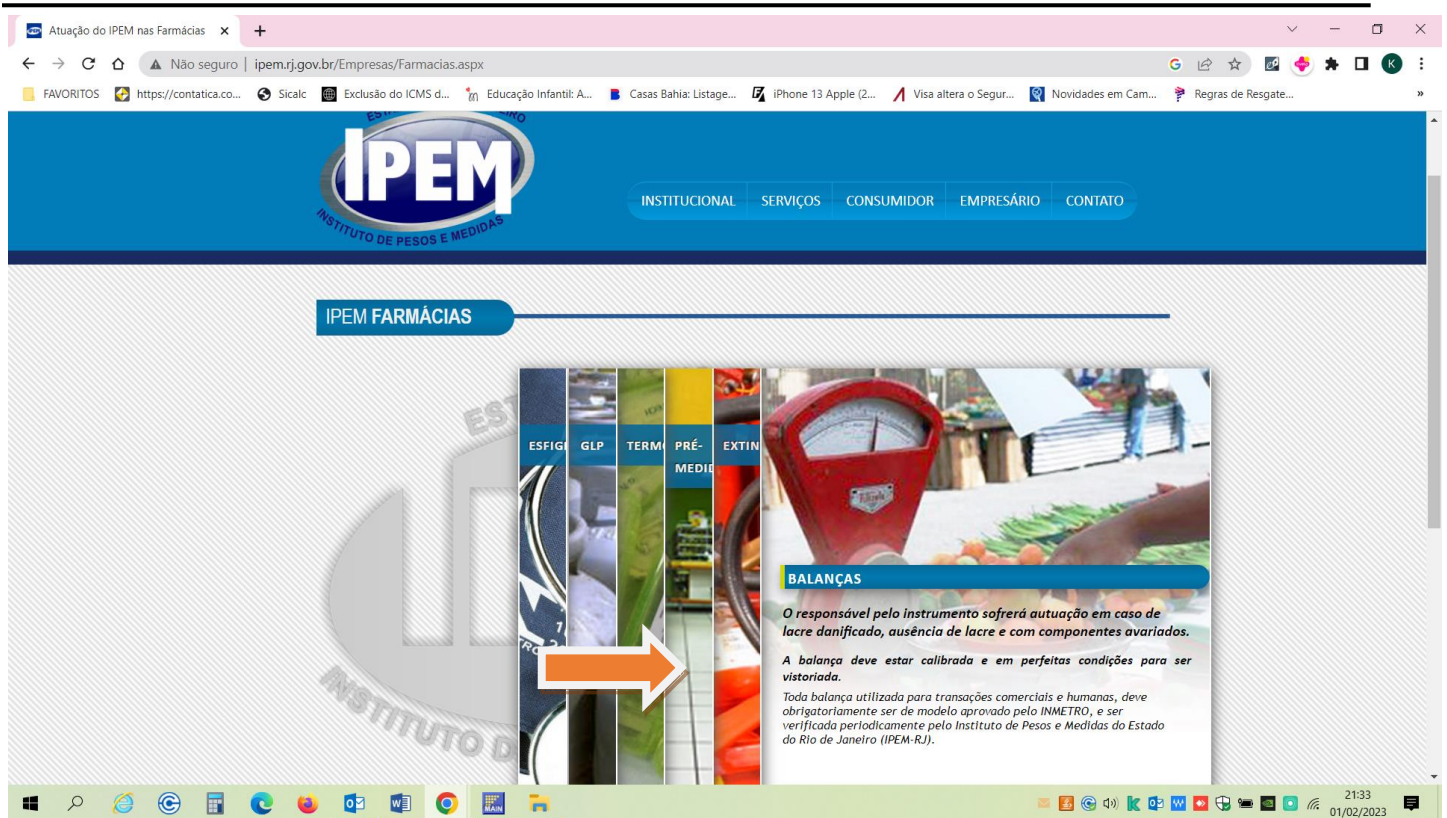 Atuação do IPEM nas Farmácias
Não seguro | ipem.rj.gov.br/Empresas/Farmacias.aspx
FAVORITOS https://contatica.co... Sicalc Exclusão do ICMS d... Educação Infantil: A... Casas Bahia: Listage... iPhone 13 Apple (2... Visa altera o Segur... Novidades em Cam... Regras de Resgate... »
IPEM
INSTITUTO DE PESOS E MEDIDAS
INSTITUCIONAL SERVIÇOS CONSUMIDOR EMPRESÁRIO CONTATO
IPEM FARMÁCIAS
ESFIG GLP TERM PRÉ- EXTIN
MEDID
BALANÇAS
O responsável pelo instrumento sofrerá autuação em caso de
lacre danificado, ausência de lacre e com componentes avariados.
A balança deve estar calibrada e em perfeitas condições para ser
vistoriada.
Toda balança utilizada para transações comerciais e humanas, deve
obrigatoriamente ser de modelo aprovado pelo INMETRO, e ser
verificada periodicamente pelo Instituto de Pesos e Medidas do Estado
do Rio de Janeiro (IPEM-RJ).
INSTITUTO D
21:33
01/02/2023